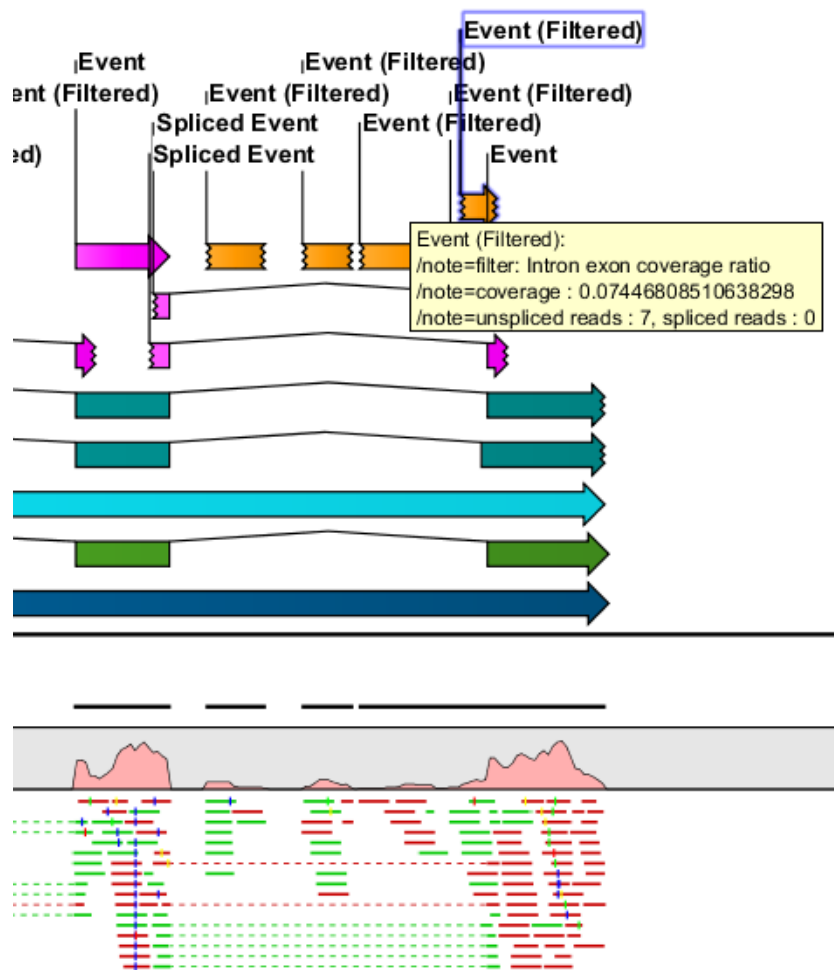 Event (Filtered)
Event
Event (Filtered)
ent (Filtered)
Event (Filtered)
Event (Filtered)
Spliced Event
Event (Filtered)
ed)
Spliced Event
Event
Event (Filtered):
/note=filter: Intron exon coverage ratio
/note=coverage : 0.07446808510638298
/note=unspliced reads : 7, spliced reads : 0